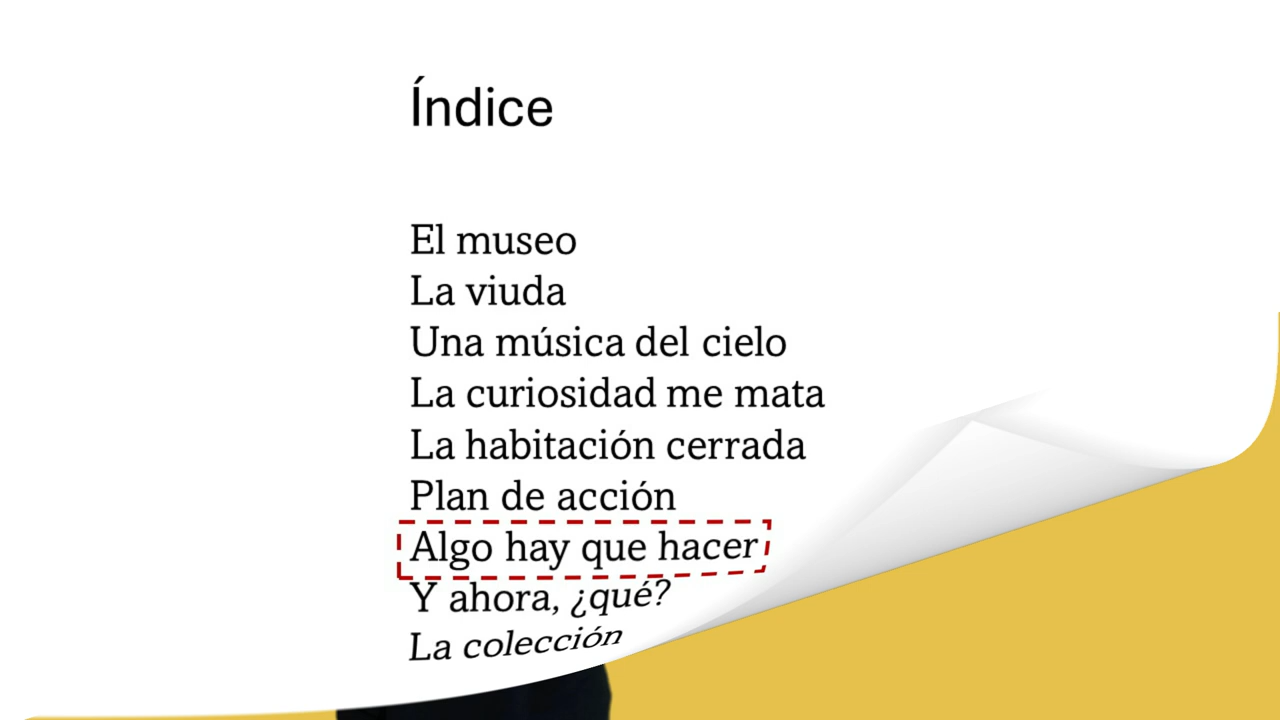 Índice
El museo
La viuda
Una música del cielo
La curiosidad me mata
La habitación cerrada
Plan de acción
Algo hay que hacer
Y ahora, ¿qué?
La colección